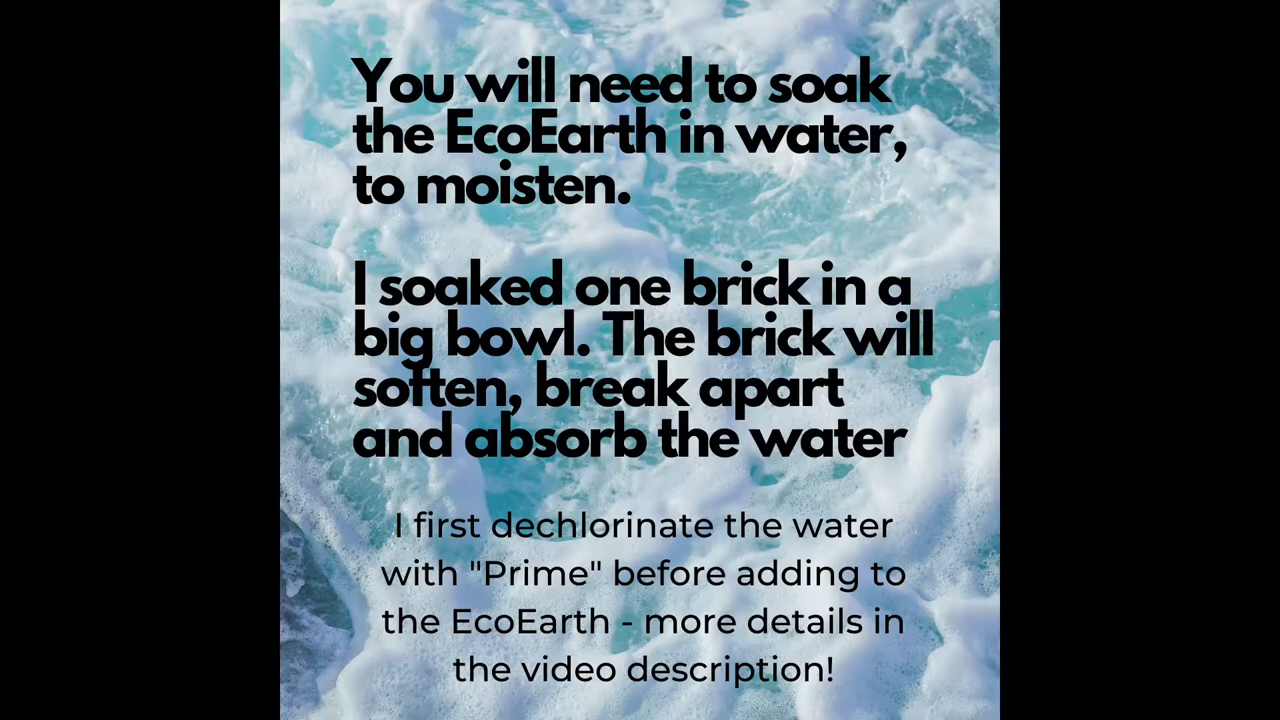 You will need to soak
the EcoEarth in water,
to moisten.
I soaked one brick in a
big bowl. The brick will
soften, break apart
and absorb the water
I first dechlorinate the water
with "Prime" before adding to
the EcoEarth - more details in
the video description!